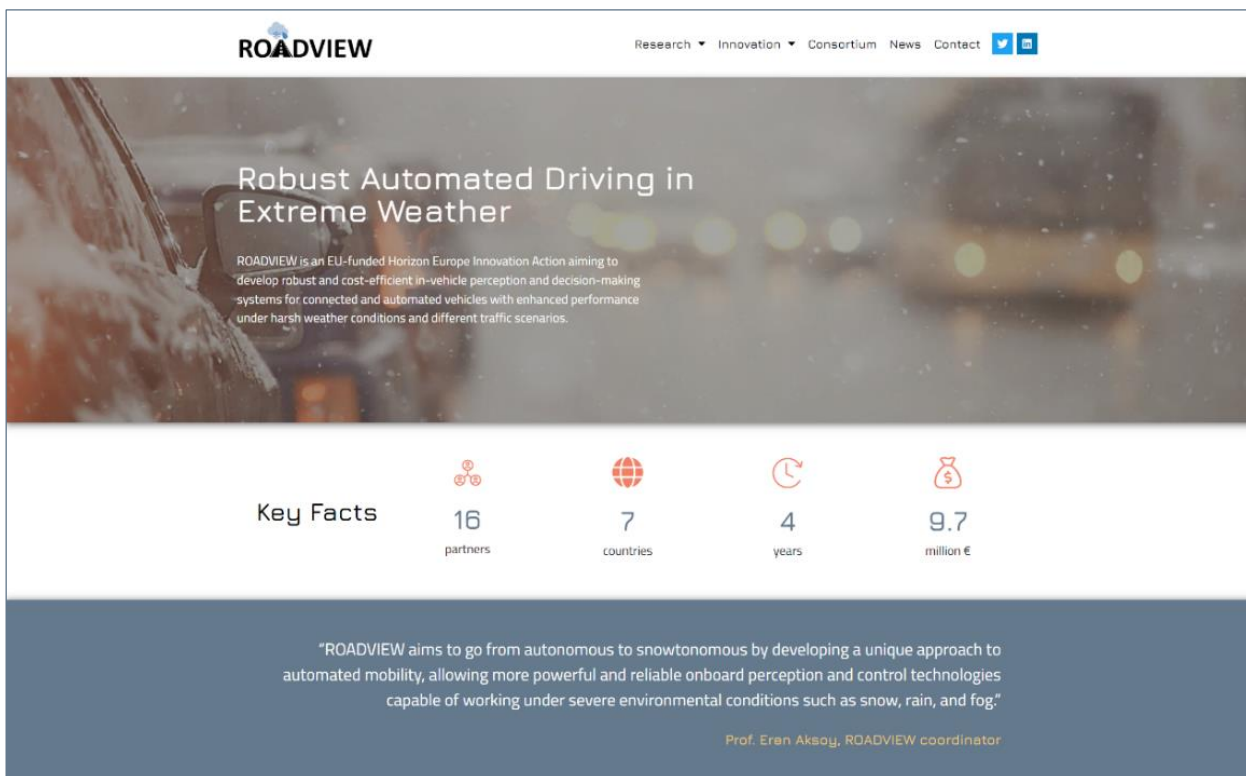 ROADVIEW
Research Innovation Consortium News Contact
Robust Automated Driving in
Extreme Weather
ROADVIEW is an EU-funded Horizon Europe Innovation Action aiming to
develop robust and cost-efficient in-vehicle perception and decision-making
systems for connected and automated vehicles with enhanced performance
under harsh weather conditions and different traffic scenarios.
Key Facts
16
partners
7
countries
4
years
9.7
million €
“ROADVIEW aims to go from autonomous to snowtonomous by developing a unique approach to
automated mobility, allowing more powerful and reliable onboard perception and control technologies
capable of working under severe environmental conditions such as snow, rain, and fog.”
Prof. Eren Aksoy, ROADVIEW coordinator